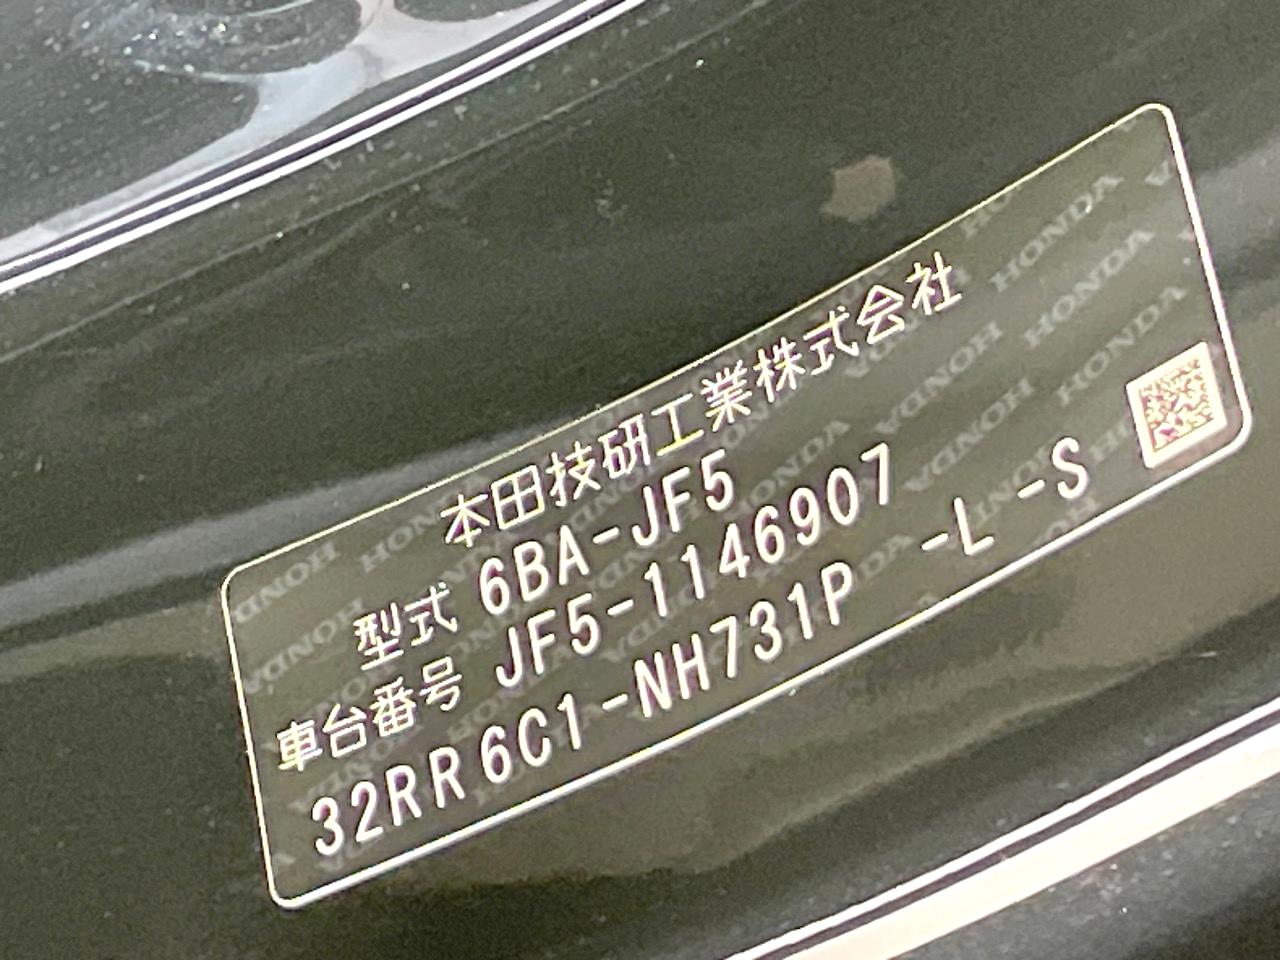 本田技研工業株式会社
型式 6BA-JF5
車台番号 JF5-1146907
32RR6C1-NH731P -L -S